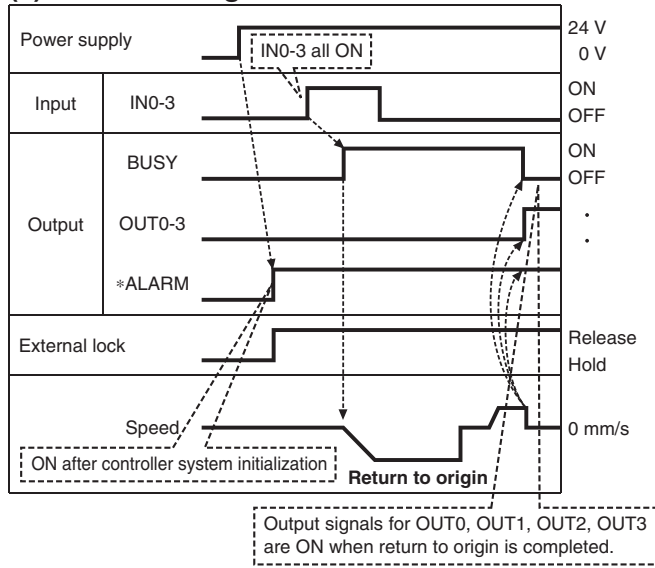 Power supply
24 V
0 V
IN0-3 all ON
Input
IN0-3
ON
OFF
Output
BUSY
ON
OFF
OUT0-3
*ALARM
External lock
Release
Hold
Speed
0 mm/s
ON after controller system initialization
Return to origin
Output signals for OUT0, OUT1, OUT2, OUT3
are ON when return to origin is completed.